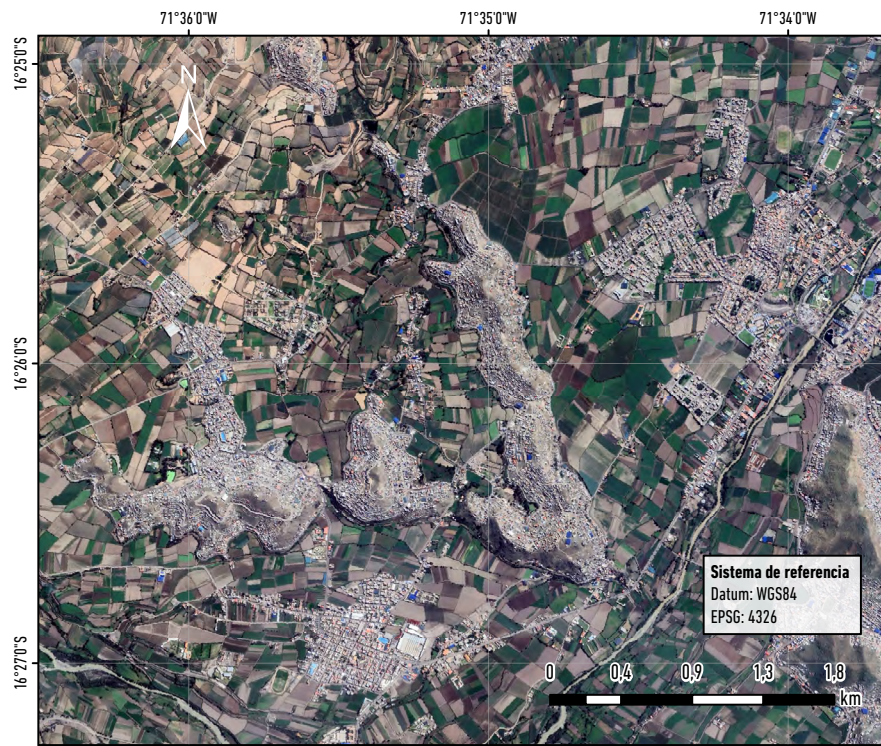 71°36'0"W 71°35'0"W 71°34'0"W
16°25'0"S
N
16°26'0"S
Sistema de referencia
Datum: WGS84
EPSG: 4326
16°27'0"S
0 0,4 0,9 1,3 1,8
km